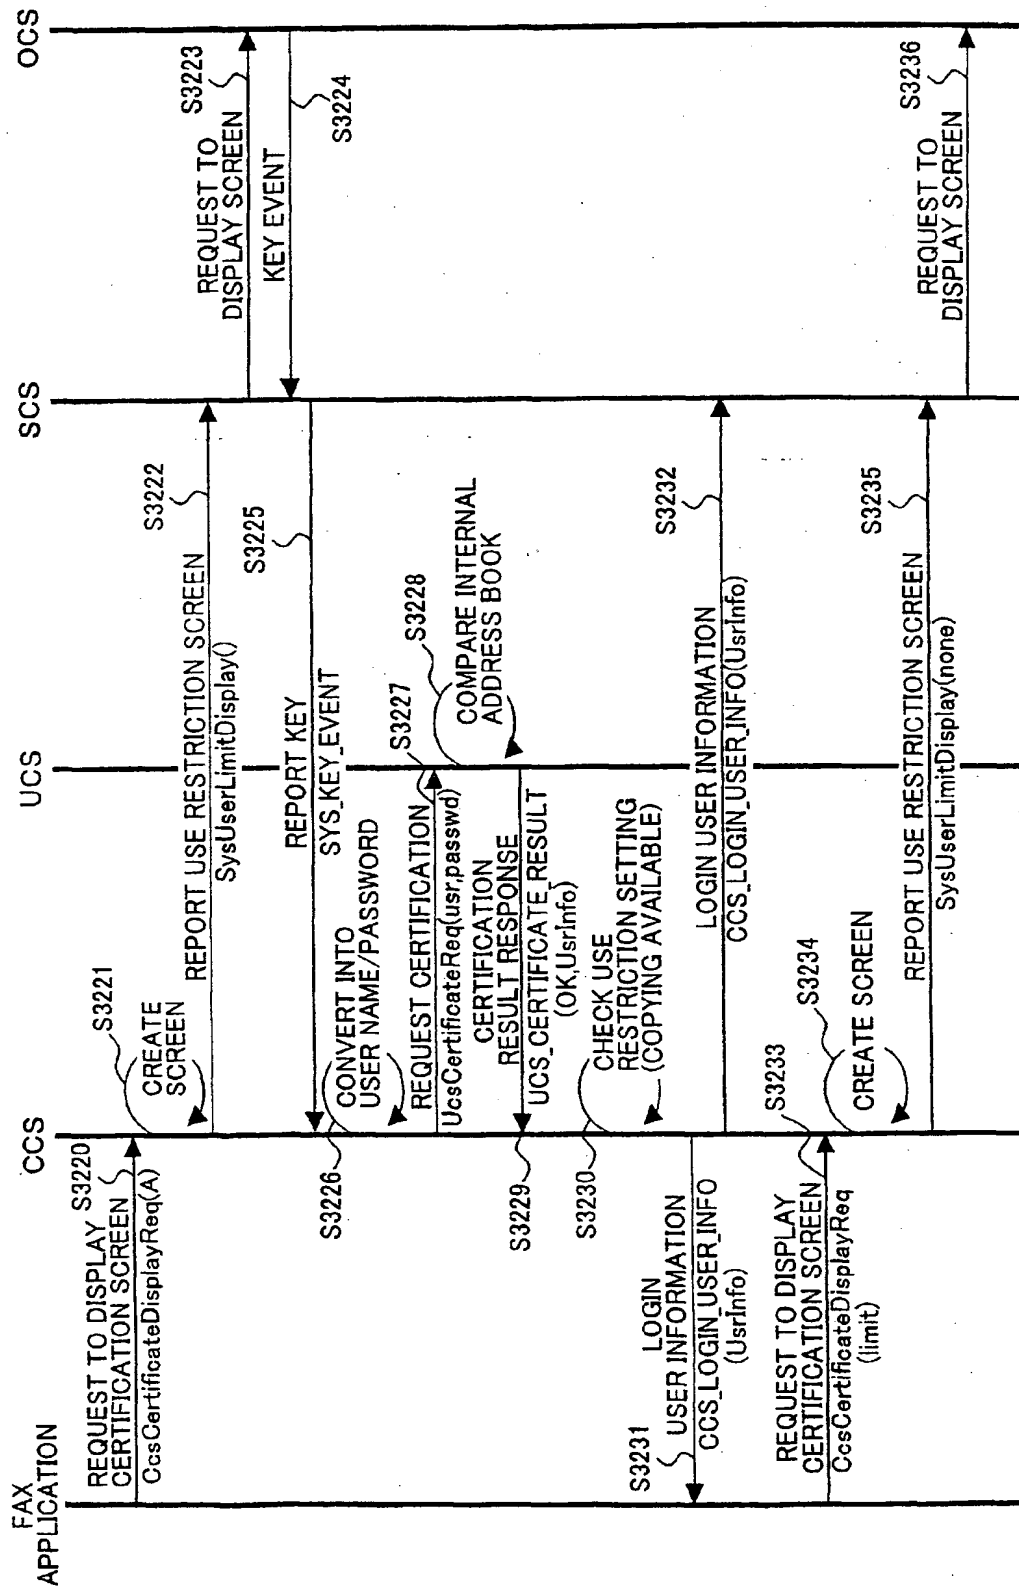 FAX
APPLICATION
CCS
UCS
SCS
OCS
REQUEST TO DISPLAY
CERTIFICATION SCREEN
CcsCertificateDisplayReq(A)
S3220
S3221
CREATE
SCREEN
REPORT USE RESTRICTION SCREEN
SysUserLimitDisplay()
S3222
REQUEST TO
DISPLAY SCREEN
S3223
KEY EVENT
S3224
REPORT KEY
SYS_KEY_EVENT
S3225
S3226
CONVERT INTO
USER NAME/PASSWORD
REQUEST CERTIFICATION
UcsCertificateReq(usr,passwd)
S3227
S3228
COMPARE INTERNAL
ADDRESS BOOK
CERTIFICATION
RESULT RESPONSE
UCS_CERTIFICATE_RESULT
(OK,UsrInfo)
S3229
S3230
CHECK USE
RESTRICTION SETTING
(COPYING AVAILABLE)
LOGIN
USER INFORMATION
CCS_LOGIN_USER_INFO
(UsrInfo)
S3231
LOGIN USER INFORMATION
CCS_LOGIN_USER_INFO(UsrInfo)
S3232
REQUEST TO DISPLAY
CERTIFICATION SCREEN
CcsCertificateDisplayReq
(limit)
S3233
S3234
CREATE SCREEN
REPORT USE RESTRICTION SCREEN
SysUserLimitDisplay(none)
S3235
REQUEST TO
DISPLAY SCREEN
S3236